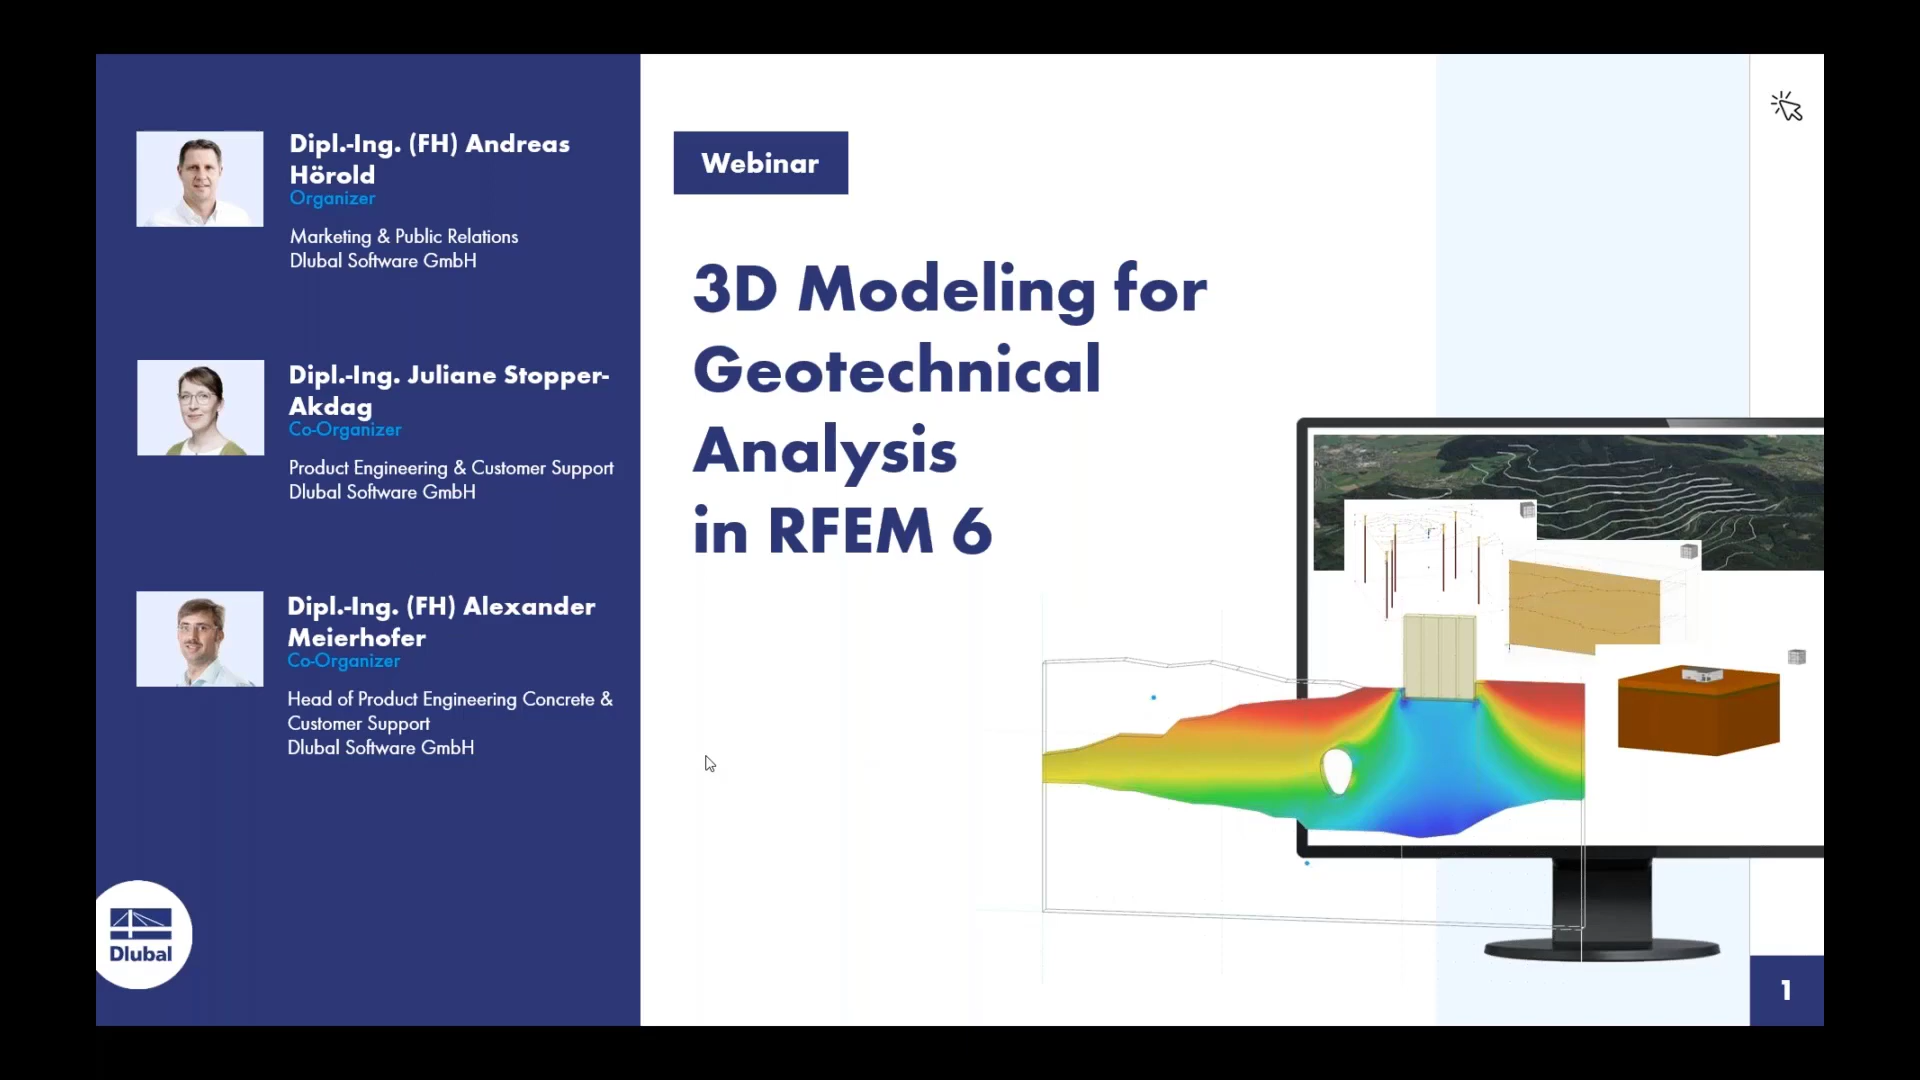 Dipl.-Ing. (FH) Andreas
Hörold
Organizer
Marketing & Public Relations
Dlubal Software GmbH
Dipl.-Ing. Juliane Stopper-
Akdag
Co-Organizer
Product Engineering & Customer Support
Dlubal Software GmbH
Dipl.-Ing. (FH) Alexander
Meierhofer
Co-Organizer
Head of Product Engineering Concrete &
Customer Support
Dlubal Software GmbH
Dlubal
Webinar
3D Modeling for
Geotechnical
Analysis
in RFEM 6
1